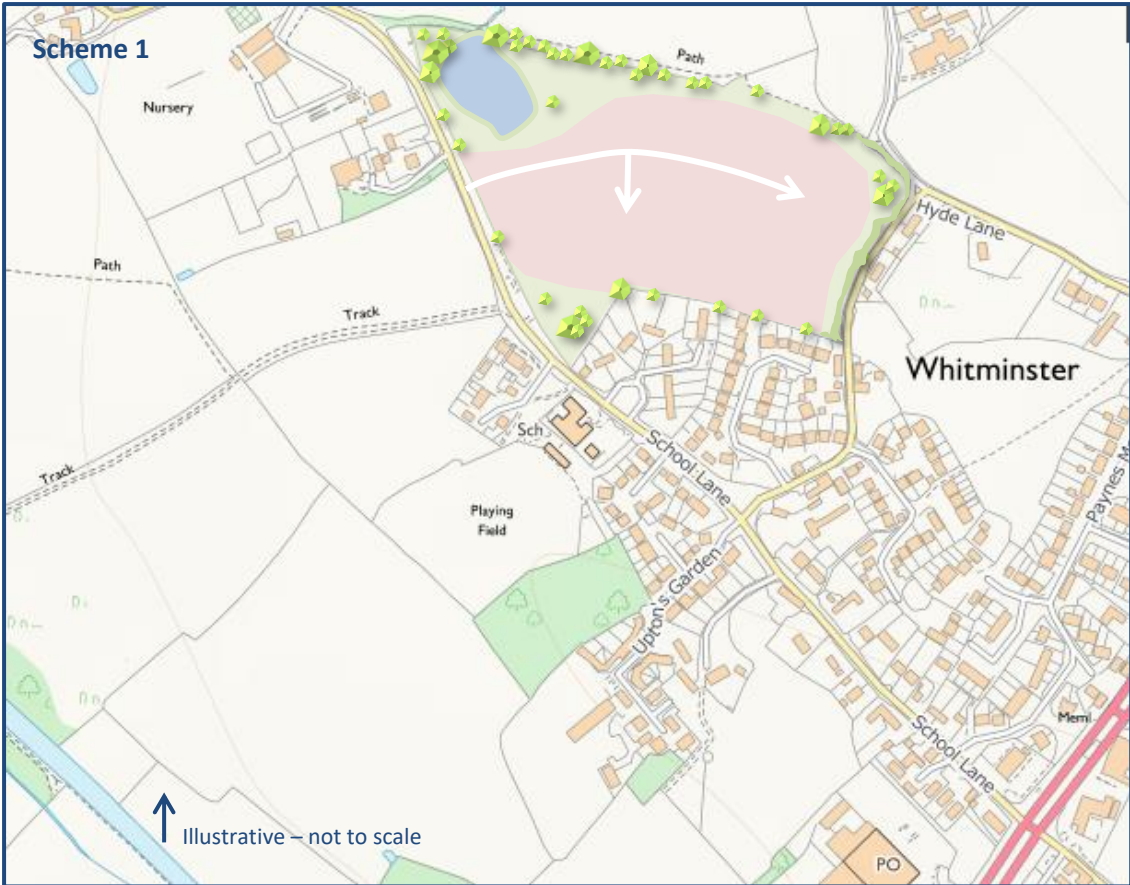 Scheme 1
Path
Nursery
Hyde Lane
Path
Track
Whitminster
Sch
School Lane
Track
Playing
Field
Upton's Garden
Meml
School Lane
Illustrative – not to scale
PO